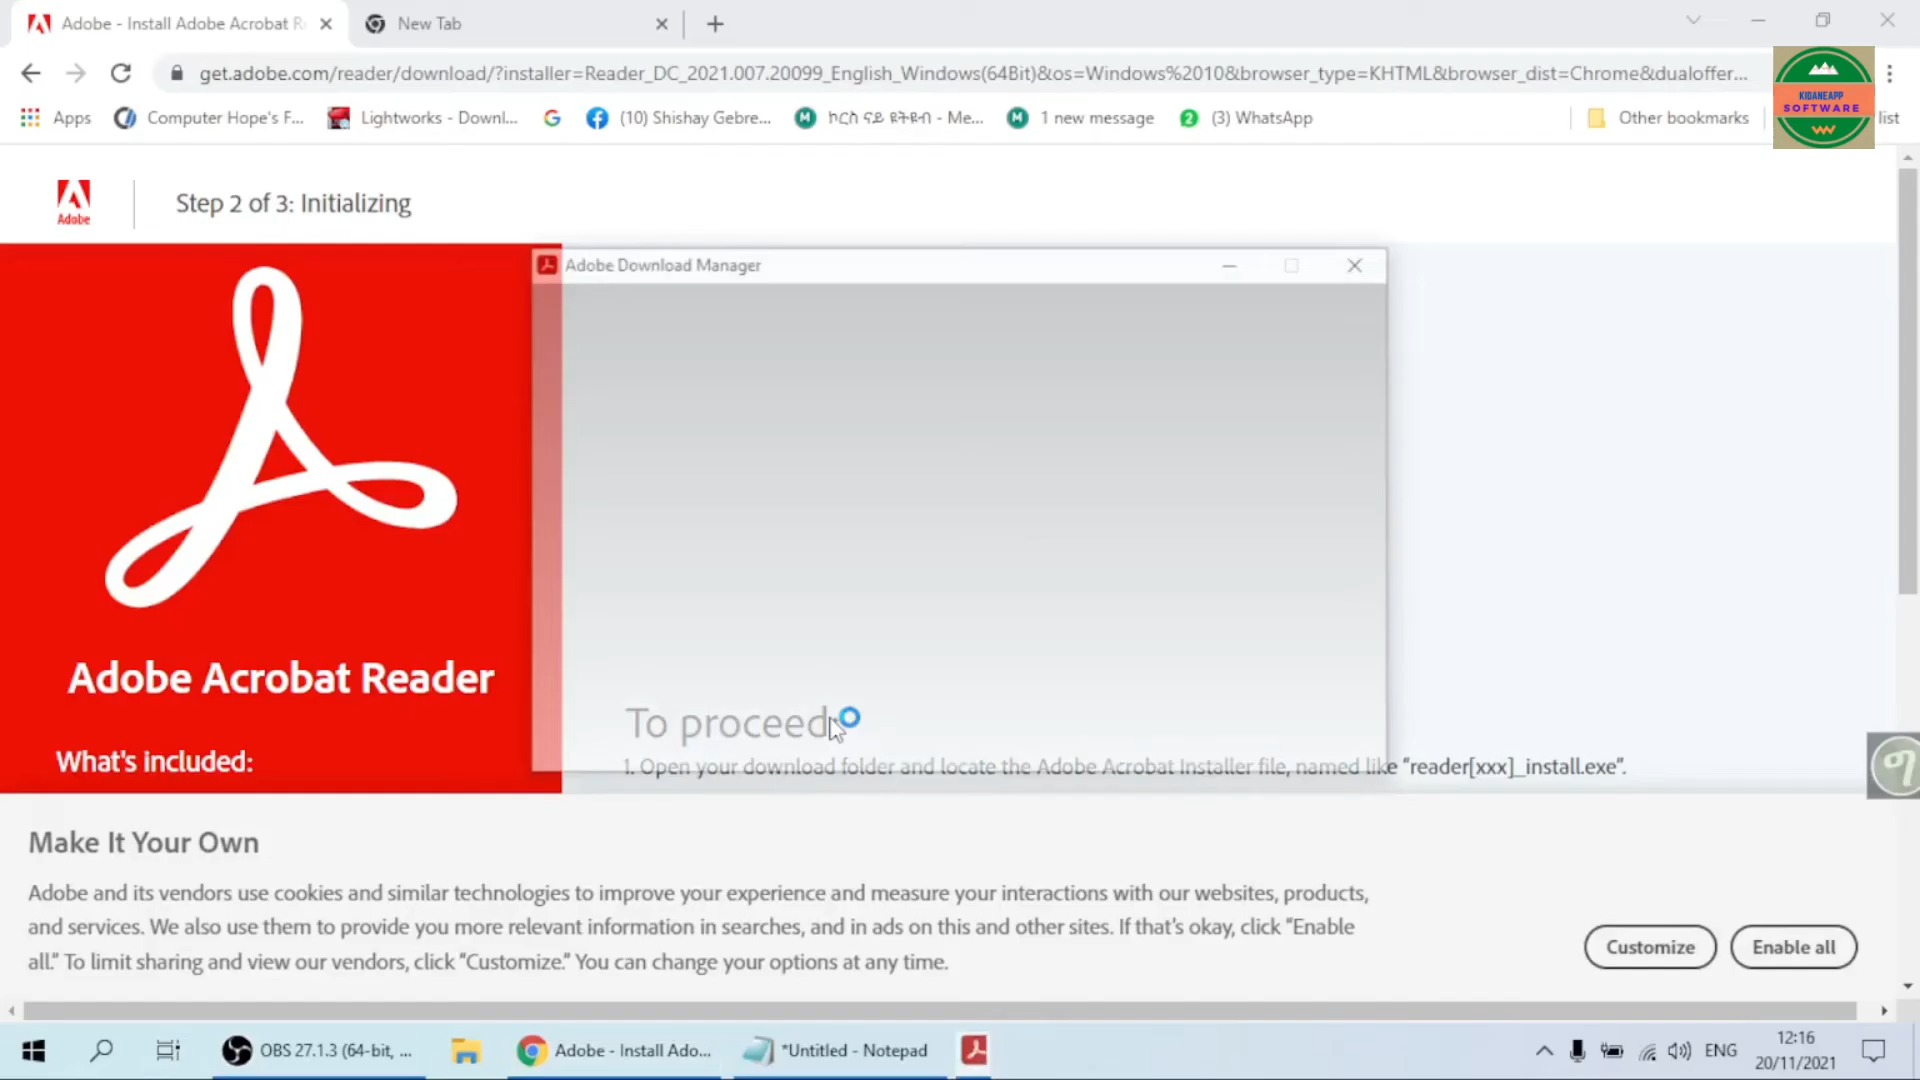 Adobe - Install Adobe Acrobat R
New Tab
get.adobe.com/reader/download/?installer=Reader_DC_2021.007.20099_English_Windows(64Bit)&os=Windows%2010&browser_type=KHTML&browser_dist=Chrome&dualoffer...
KIDANEAPP
SOFTWARE
Apps
Computer Hope's F...
Lightworks - Downl...
(10) Shishay Gebre...
1 new message
(3) WhatsApp
Other bookmarks
list
Adobe
Step 2 of 3: Initializing
Adobe Download Manager
Adobe Acrobat Reader
What's included:
To proceed:
1. Open your download folder and locate the Adobe Acrobat Installer file, named like “reader[xxx]_install.exe”.
Make It Your Own
Adobe and its vendors use cookies and similar technologies to improve your experience and measure your interactions with our websites, products,
and services. We also use them to provide you more relevant information in searches, and in ads on this and other sites. If that's okay, click “Enable
all.” To limit sharing and view our vendors, click “Customize.” You can change your options at any time.
Customize
Enable all
OBS 27.1.3 (64-bit, ...
Adobe - Install Ado...
*Untitled - Notepad
ENG
12:16
20/11/2021